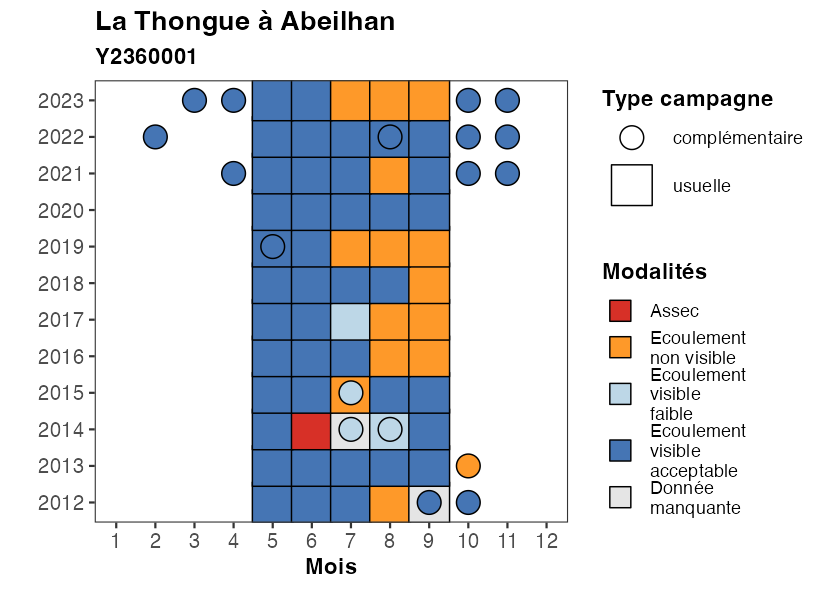 La Thongue à Abeilhan
Y2360001
2023
2022
2021
2020
2019
2018
2017
2016
2015
2014
2013
2012
1 2 3 4 5 6 7 8 9 10 11 12
Mois
Type campagne
complémentaire
usuelle
Modalités
Assec
Ecoulement
non visible
Ecoulement
visible
faible
Ecoulement
visible
acceptable
Donnée
manquante